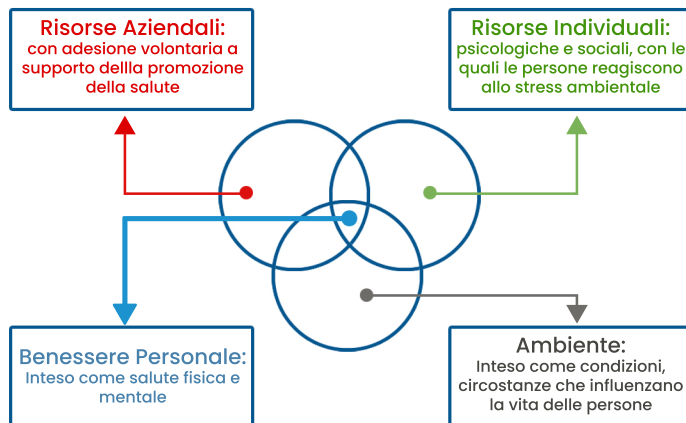 Risorse Aziendali:
con adesione volontaria a
supporto dellla promozione
della salute
Risorse Individuali:
psicologiche e sociali, con le
quali le persone reagiscono
allo stress ambientale
Benessere Personale:
Inteso come salute fisica e
mentale
Ambiente:
Inteso come condizioni,
circostanze che influenzano
la vita delle persone